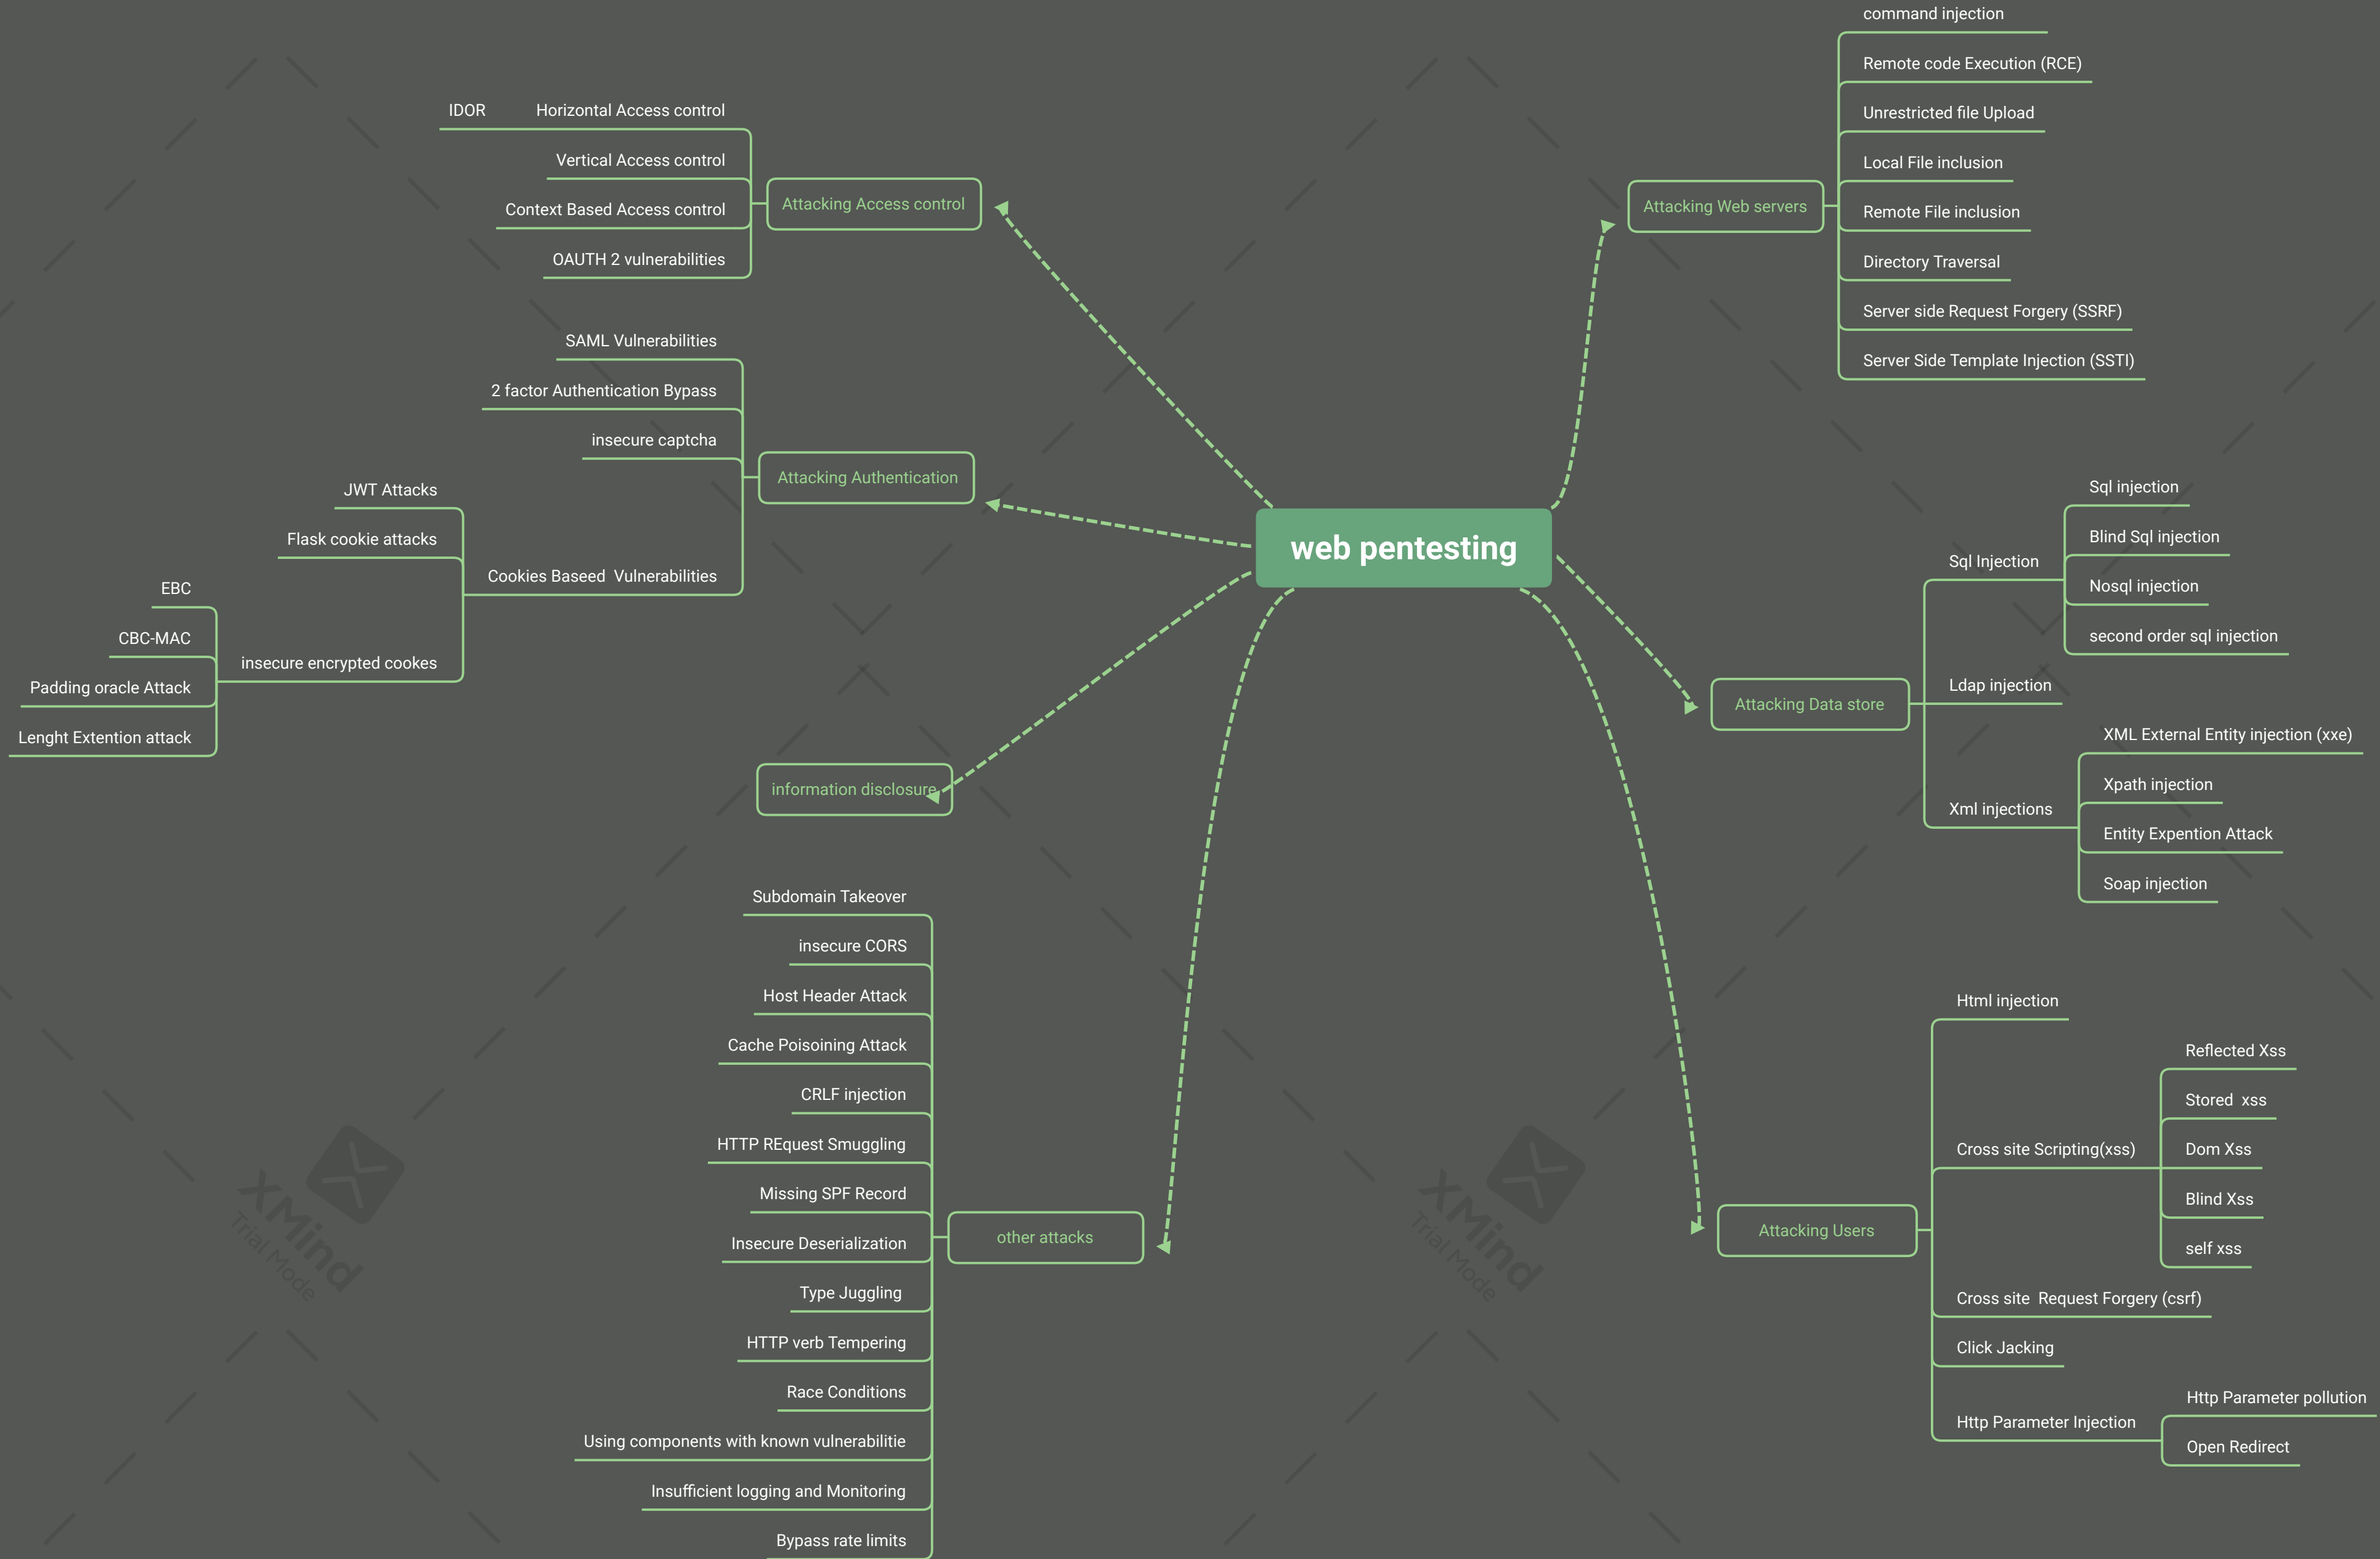 web pentesting
Attacking Access control
Horizontal Access control
IDOR
Vertical Access control
Context Based Access control
OAUTH 2 vulnerabilities
Attacking Authentication
SAML Vulnerabilities
2 factor Authentication Bypass
insecure captcha
Cookies Baseed  Vulnerabilities
JWT Attacks
Flask cookie attacks
insecure encrypted cookes
EBC
CBC-MAC
Padding oracle Attack
Lenght Extention attack
information disclosure
other attacks
Subdomain Takeover
insecure CORS
Host Header Attack
Cache Poisoining Attack
CRLF injection
HTTP REquest Smuggling
Missing SPF Record
Insecure Deserialization
Type Juggling
HTTP verb Tempering
Race Conditions
Using components with known vulnerabilitie
Insufficient logging and Monitoring
Bypass rate limits
Attacking Web servers
command injection
Remote code Execution (RCE)
Unrestricted file Upload
Local File inclusion
Remote File inclusion
Directory Traversal
Server side Request Forgery (SSRF)
Server Side Template Injection (SSTI)
Attacking Data store
Sql Injection
Sql injection
Blind Sql injection
Nosql injection
second order sql injection
Ldap injection
Xml injections
XML External Entity injection (xxe)
Xpath injection
Entity Expention Attack
Soap injection
Attacking Users
Html injection
Cross site Scripting(xss)
Reflected Xss
Stored  xss
Dom Xss
Blind Xss
self xss
Cross site  Request Forgery (csrf)
Click Jacking
Http Parameter Injection
Http Parameter pollution
Open Redirect
XMind
Trial Mode
XMind
Trial Mode